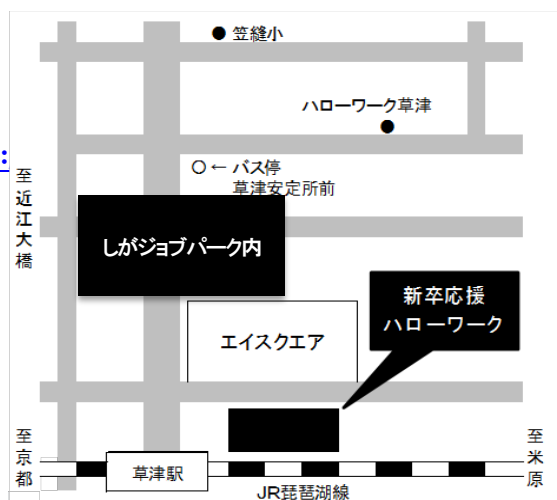 笠縫小
ハローワーク草津
← バス停
草津安定所前
至近江大橋
しがジョブパーク内
新卒応援
ハローワーク
エイスクエア
至京都
草津駅
至米原
JR琵琶湖線